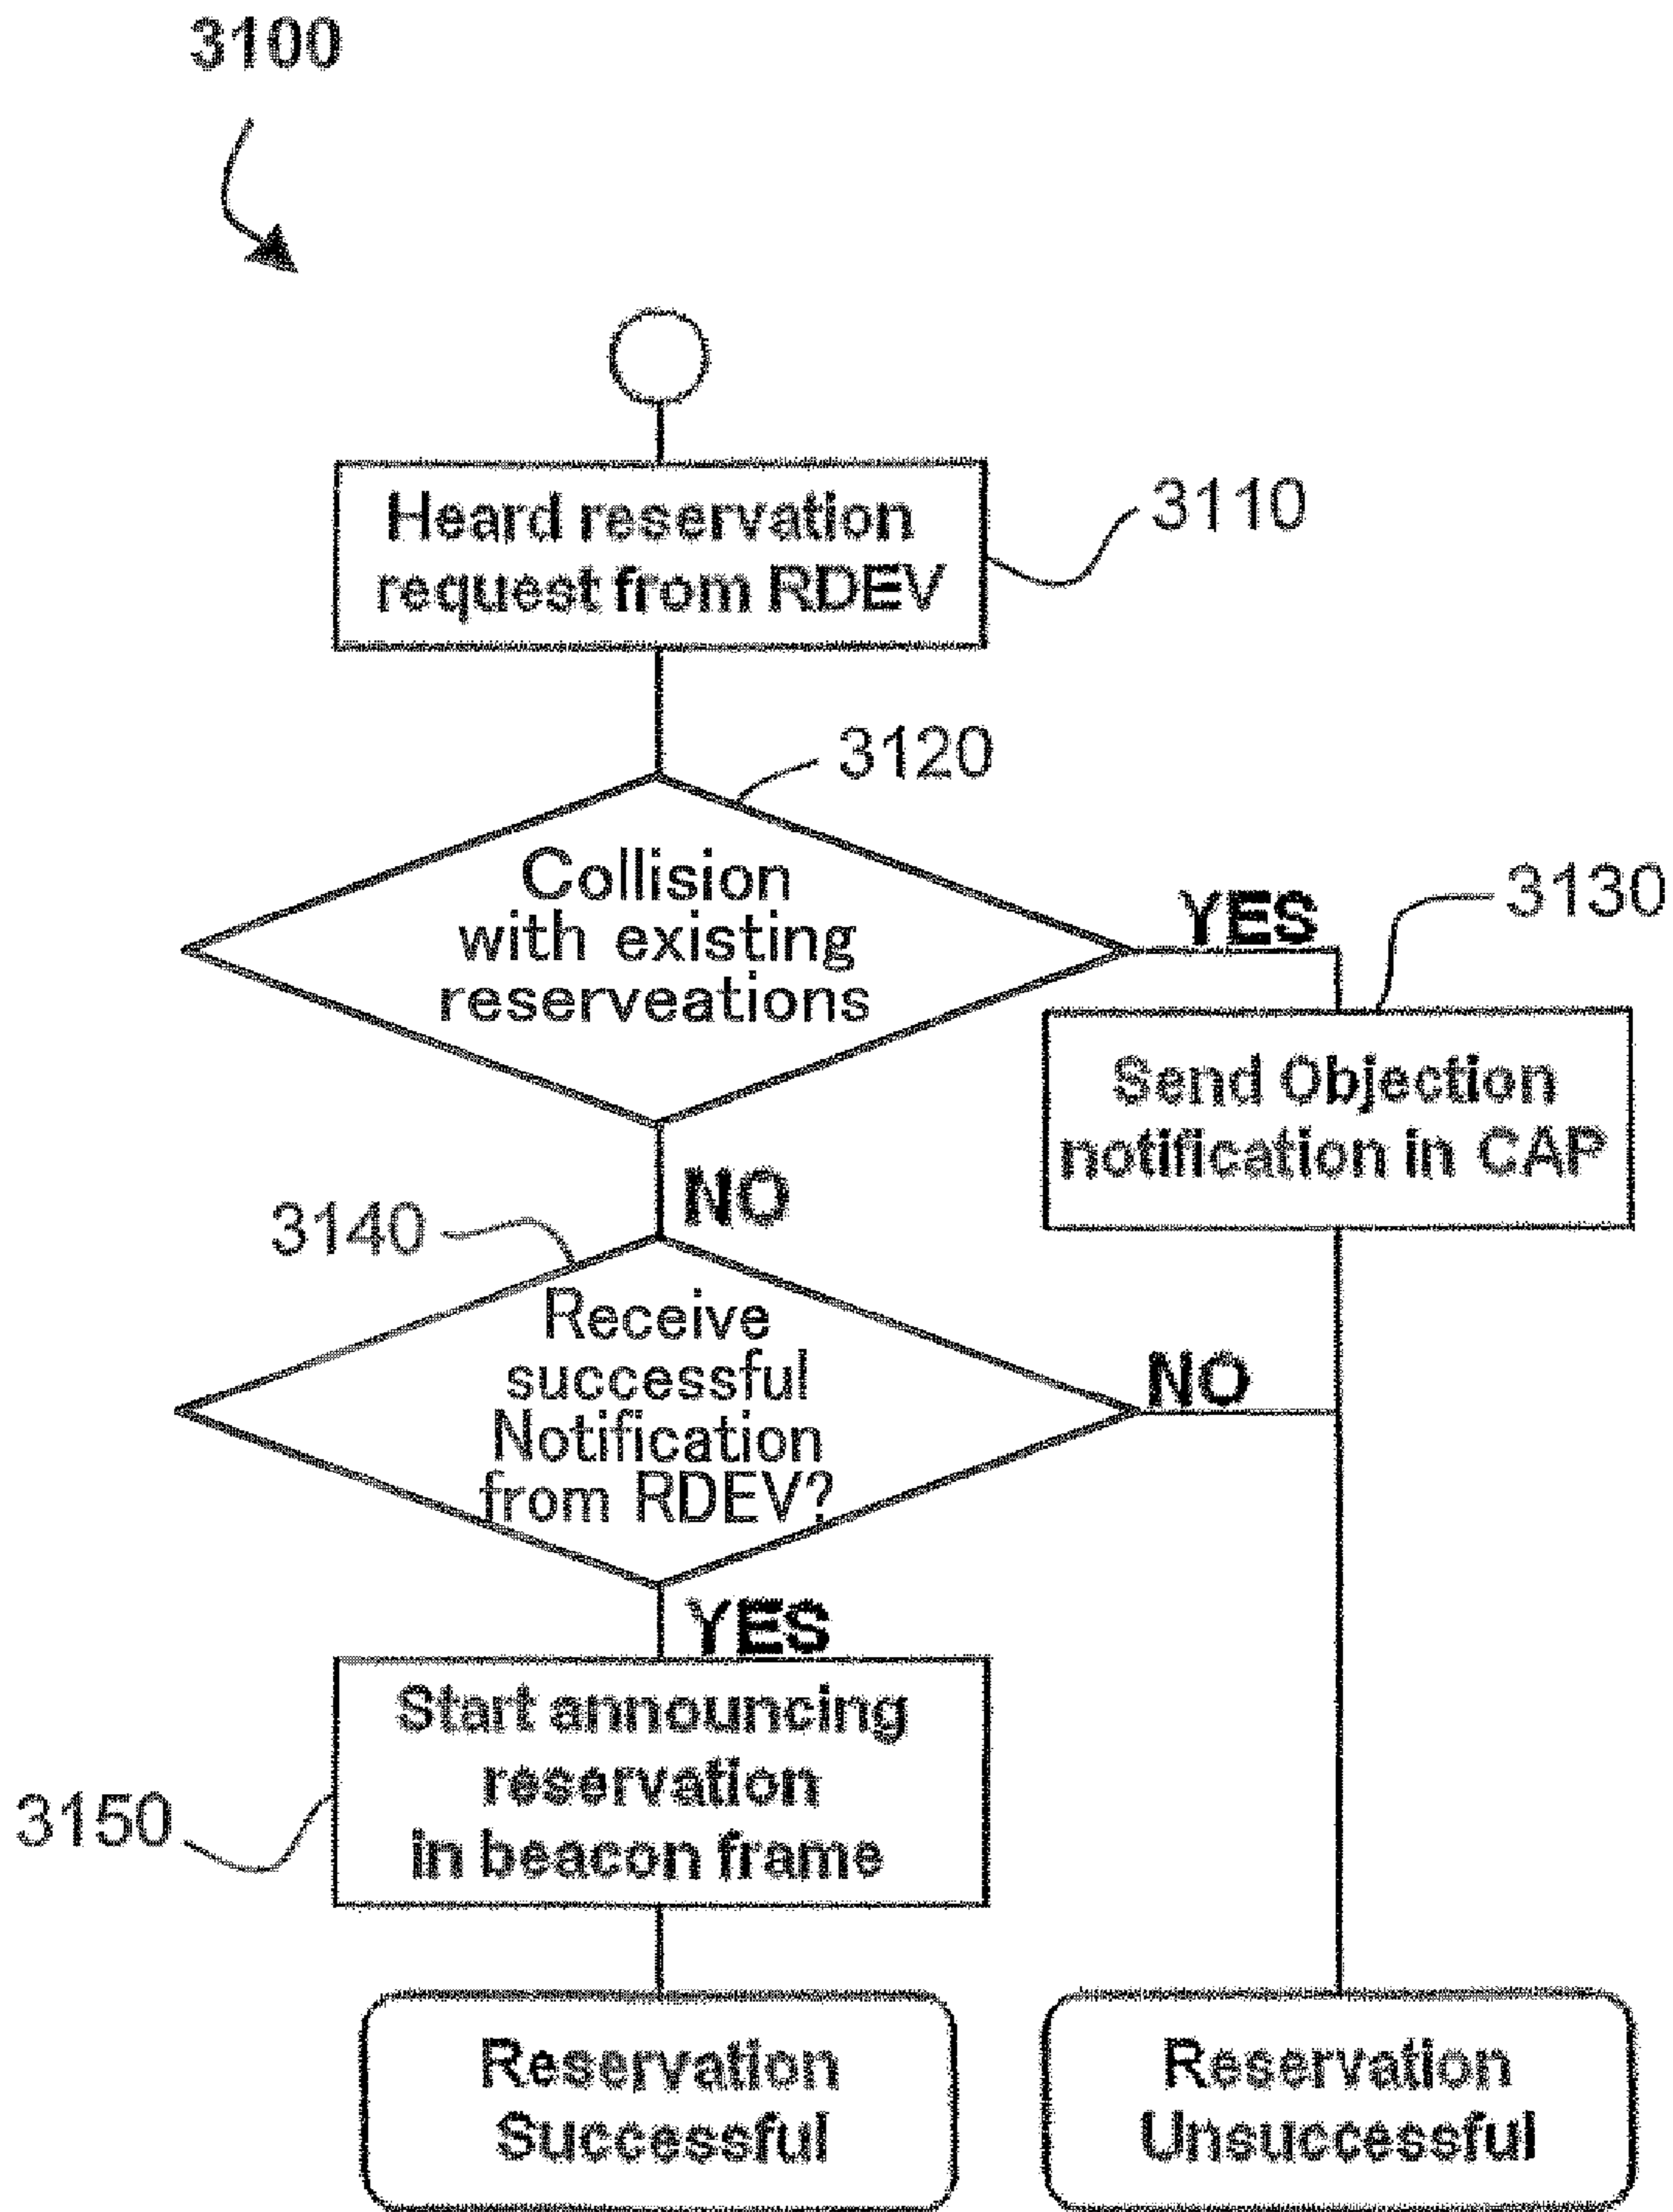 3100
Heard reservation
request from RDEV
3110
3120
Collision
with existing
reserveations
YES
3130
Send Objection
notification in CAP
NO
3140
Receive
successful
Notification
from RDEV?
NO
YES
Start announcing
reservation
in beacon frame
3150
Reservation
Successful
Reservation
Unsuccessful